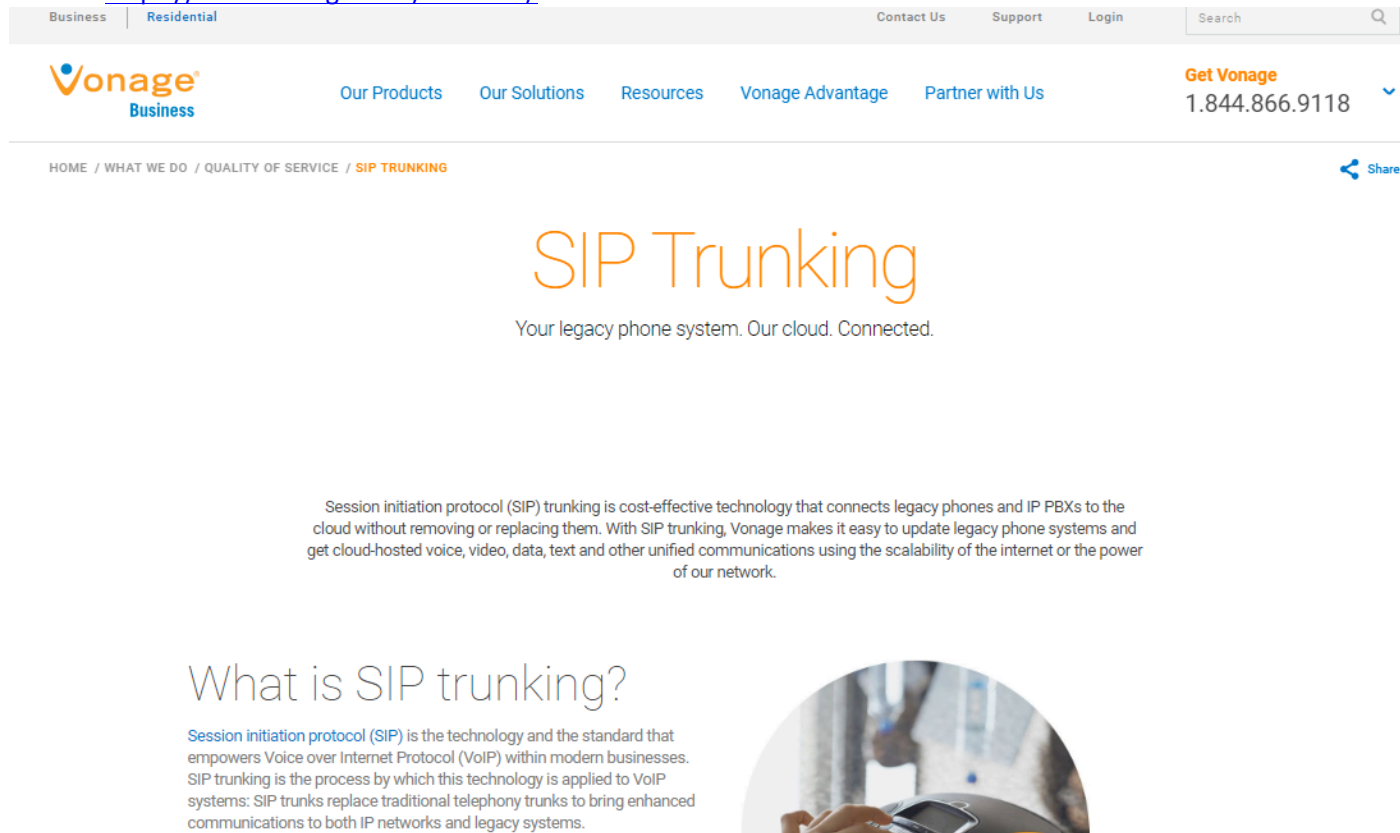 Business Residential Contact Us Support Login Search
Vonage®
Business
Our Products Our Solutions Resources Vonage Advantage Partner with Us
Get Vonage
1.844.866.9118
HOME / WHAT WE DO / QUALITY OF SERVICE / SIP TRUNKING Share
SIP Trunking
Your legacy phone system. Our cloud. Connected.
Session initiation protocol (SIP) trunking is cost-effective technology that connects legacy phones and IP PBXs to the
cloud without removing or replacing them. With SIP trunking, Vonage makes it easy to update legacy phone systems and
get cloud-hosted voice, video, data, text and other unified communications using the scalability of the internet or the power
of our network.
What is SIP trunking?
Session initiation protocol (SIP) is the technology and the standard that
empowers Voice over Internet Protocol (VoIP) within modern businesses.
SIP trunking is the process by which this technology is applied to VoIP
systems: SIP trunks replace traditional telephony trunks to bring enhanced
communications to both IP networks and legacy systems.